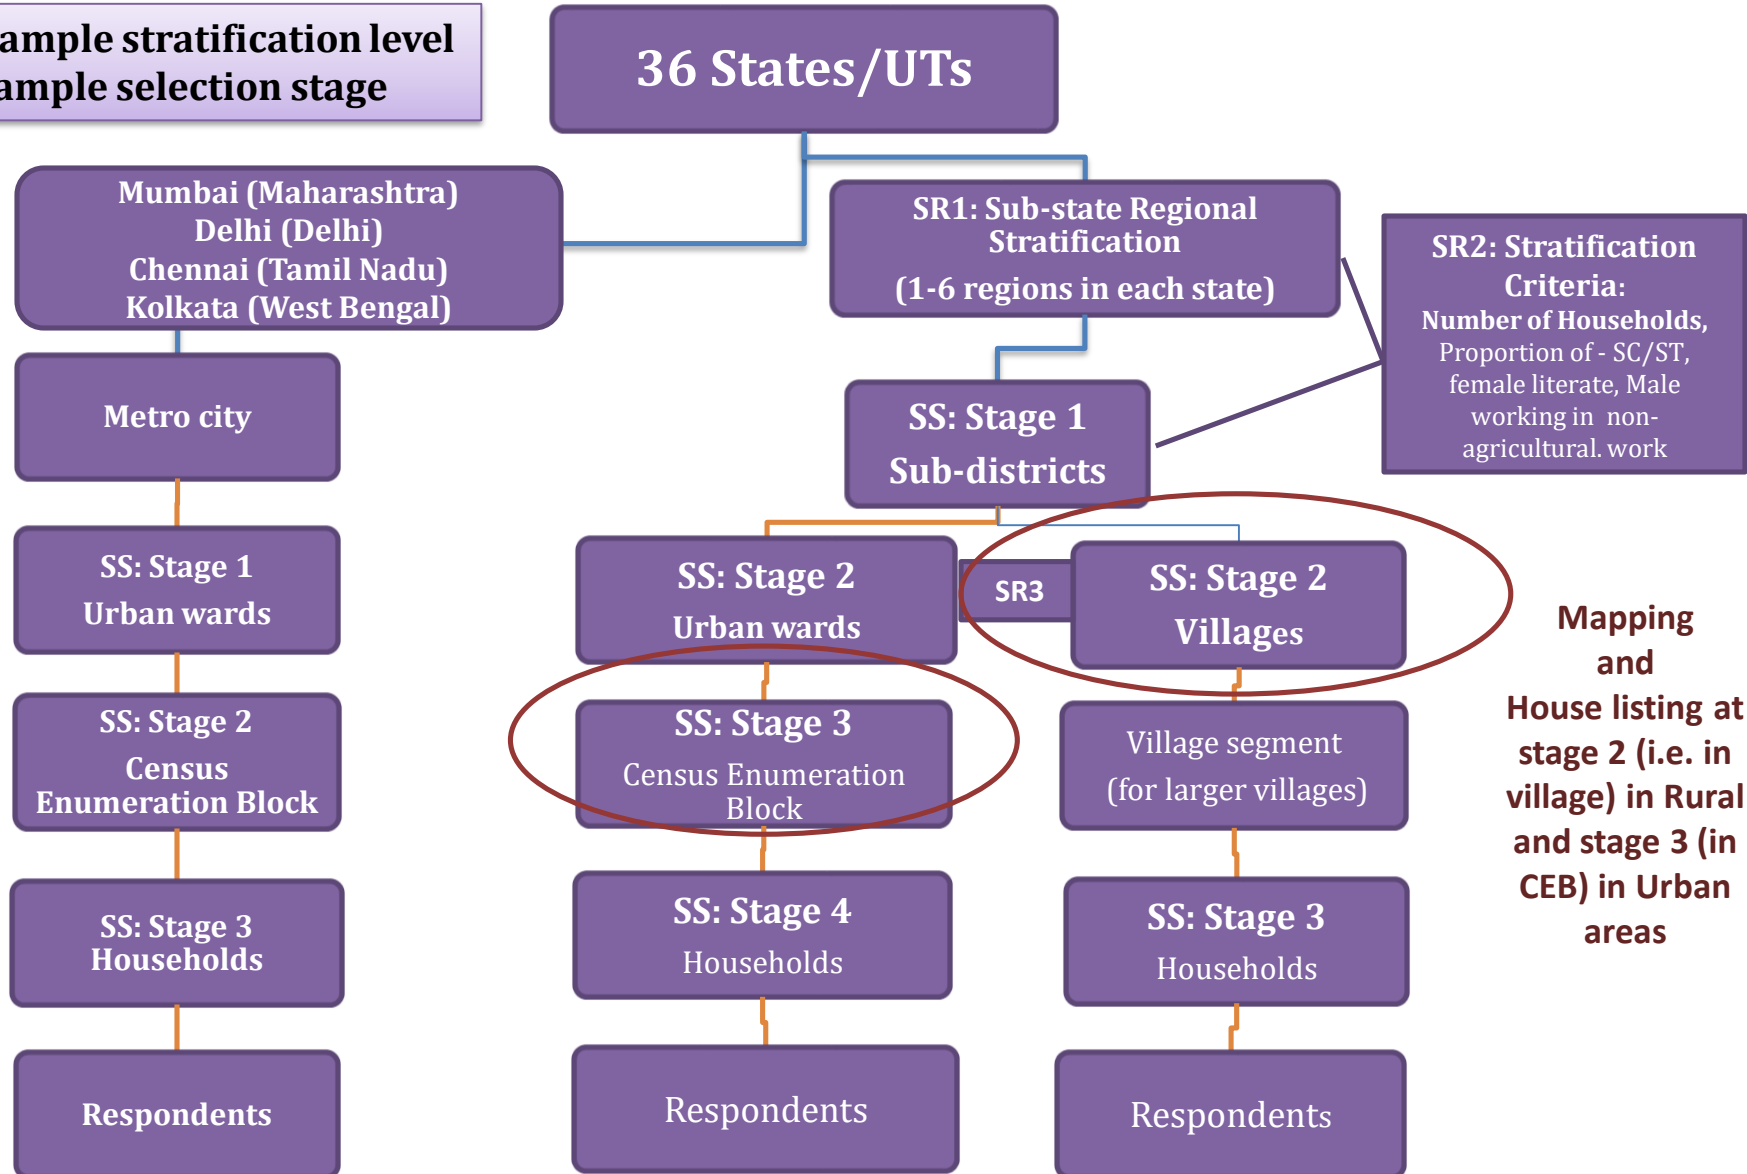 ample stratification level
ample selection stage
36 States/UTs
Mumbai (Maharashtra)
Delhi (Delhi)
Chennai (Tamil Nadu)
Kolkata (West Bengal)
SR1: Sub-state Regional
Stratification
(1-6 regions in each state)
SR2: Stratification
Criteria:
Number of Households,
Proportion of - SC/ST,
female literate, Male
working in non-
agricultural. work
Metro city
SS: Stage 1
Sub-districts
SS: Stage 1
Urban wards
SS: Stage 2
Urban wards
SR3
SS: Stage 2
Villages
SS: Stage 2
Census
Enumeration Block
SS: Stage 3
Census Enumeration
Block
Village segment
(for larger villages)
Mapping
and
House listing at
stage 2 (i.e. in
village) in Rural
and stage 3 (in
CEB) in Urban
areas
SS: Stage 3
Households
SS: Stage 4
Households
SS: Stage 3
Households
Respondents
Respondents
Respondents